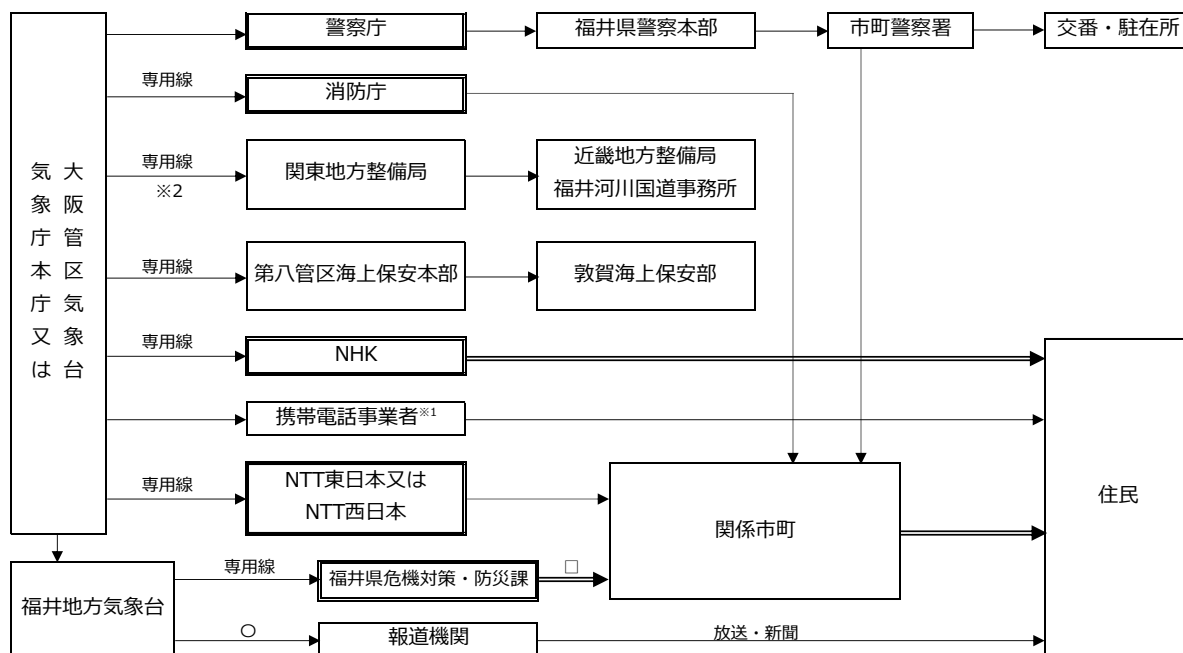 警察庁
福井県警察本部
市町警察署
交番・駐在所
専用線
消防庁
大阪管区気象台
気象庁本庁又は
専用線
※2
関東地方整備局
近畿地方整備局
福井河川国道事務所
専用線
第八管区海上保安本部
敦賀海上保安部
専用線
NHK
携帯電話事業者※1
専用線
NTT東日本又は
NTT西日本
関係市町
住民
福井地方気象台
専用線
福井県危機対策・防災課
□
○
報道機関
放送・新聞